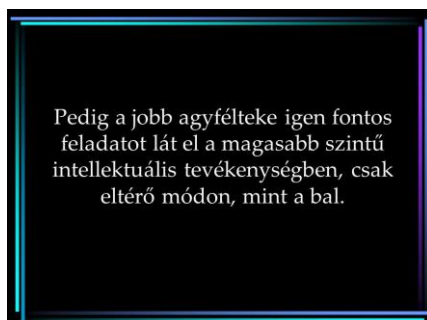 Pedig a jobb agyfélteke igen fontos
feladatot lát el a magasabb szintű
intellektuális tevékenységben, csak
eltérő módon, mint a bal.